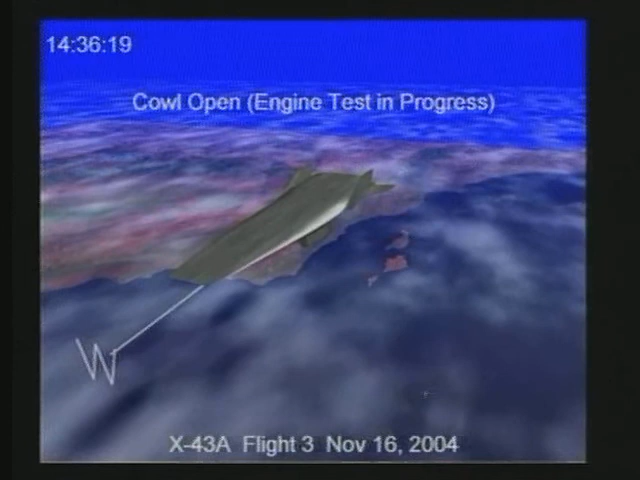 14:36:19
Cowl Open (Engine Test in Progress)
W
X-43A Flight 3 Nov 16, 2004